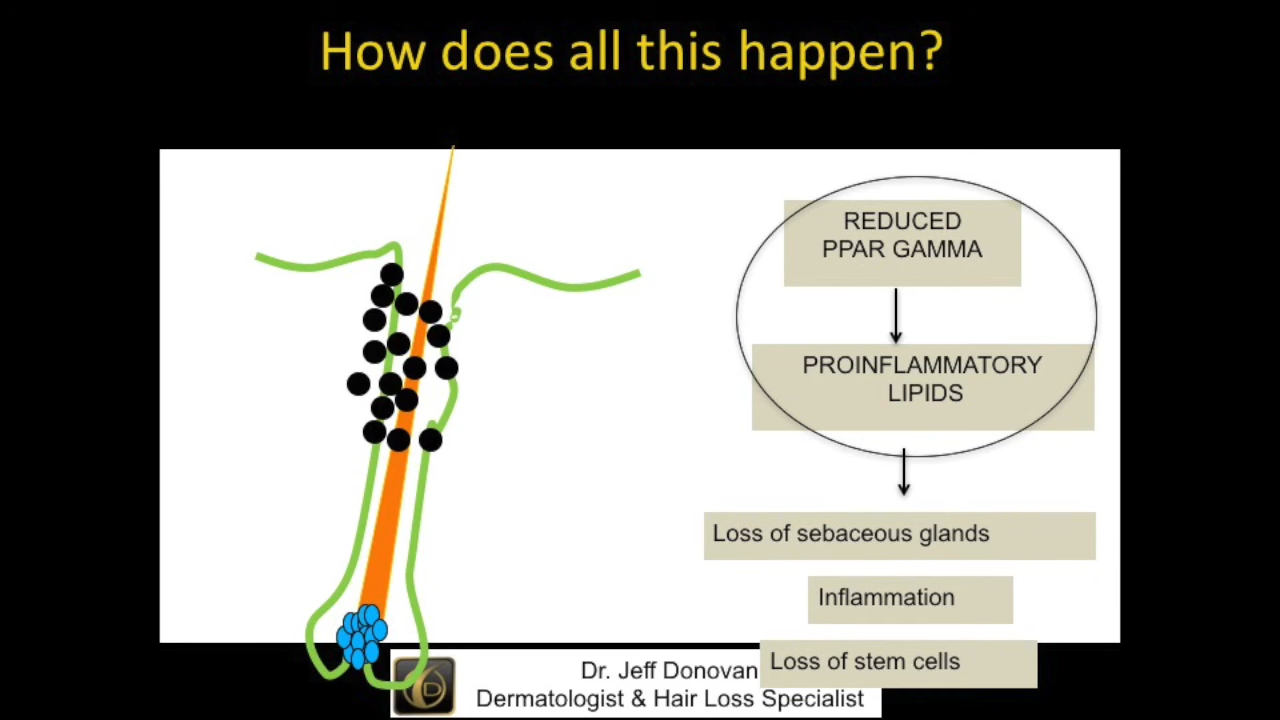 How does all this happen?
REDUCED
PPAR GAMMA
PROINFLAMMATORY
LIPIDS
Loss of sebaceous glands
Inflammation
Loss of stem cells
Dr. Jeff Donovan
Dermatologist & Hair Loss Specialist
D